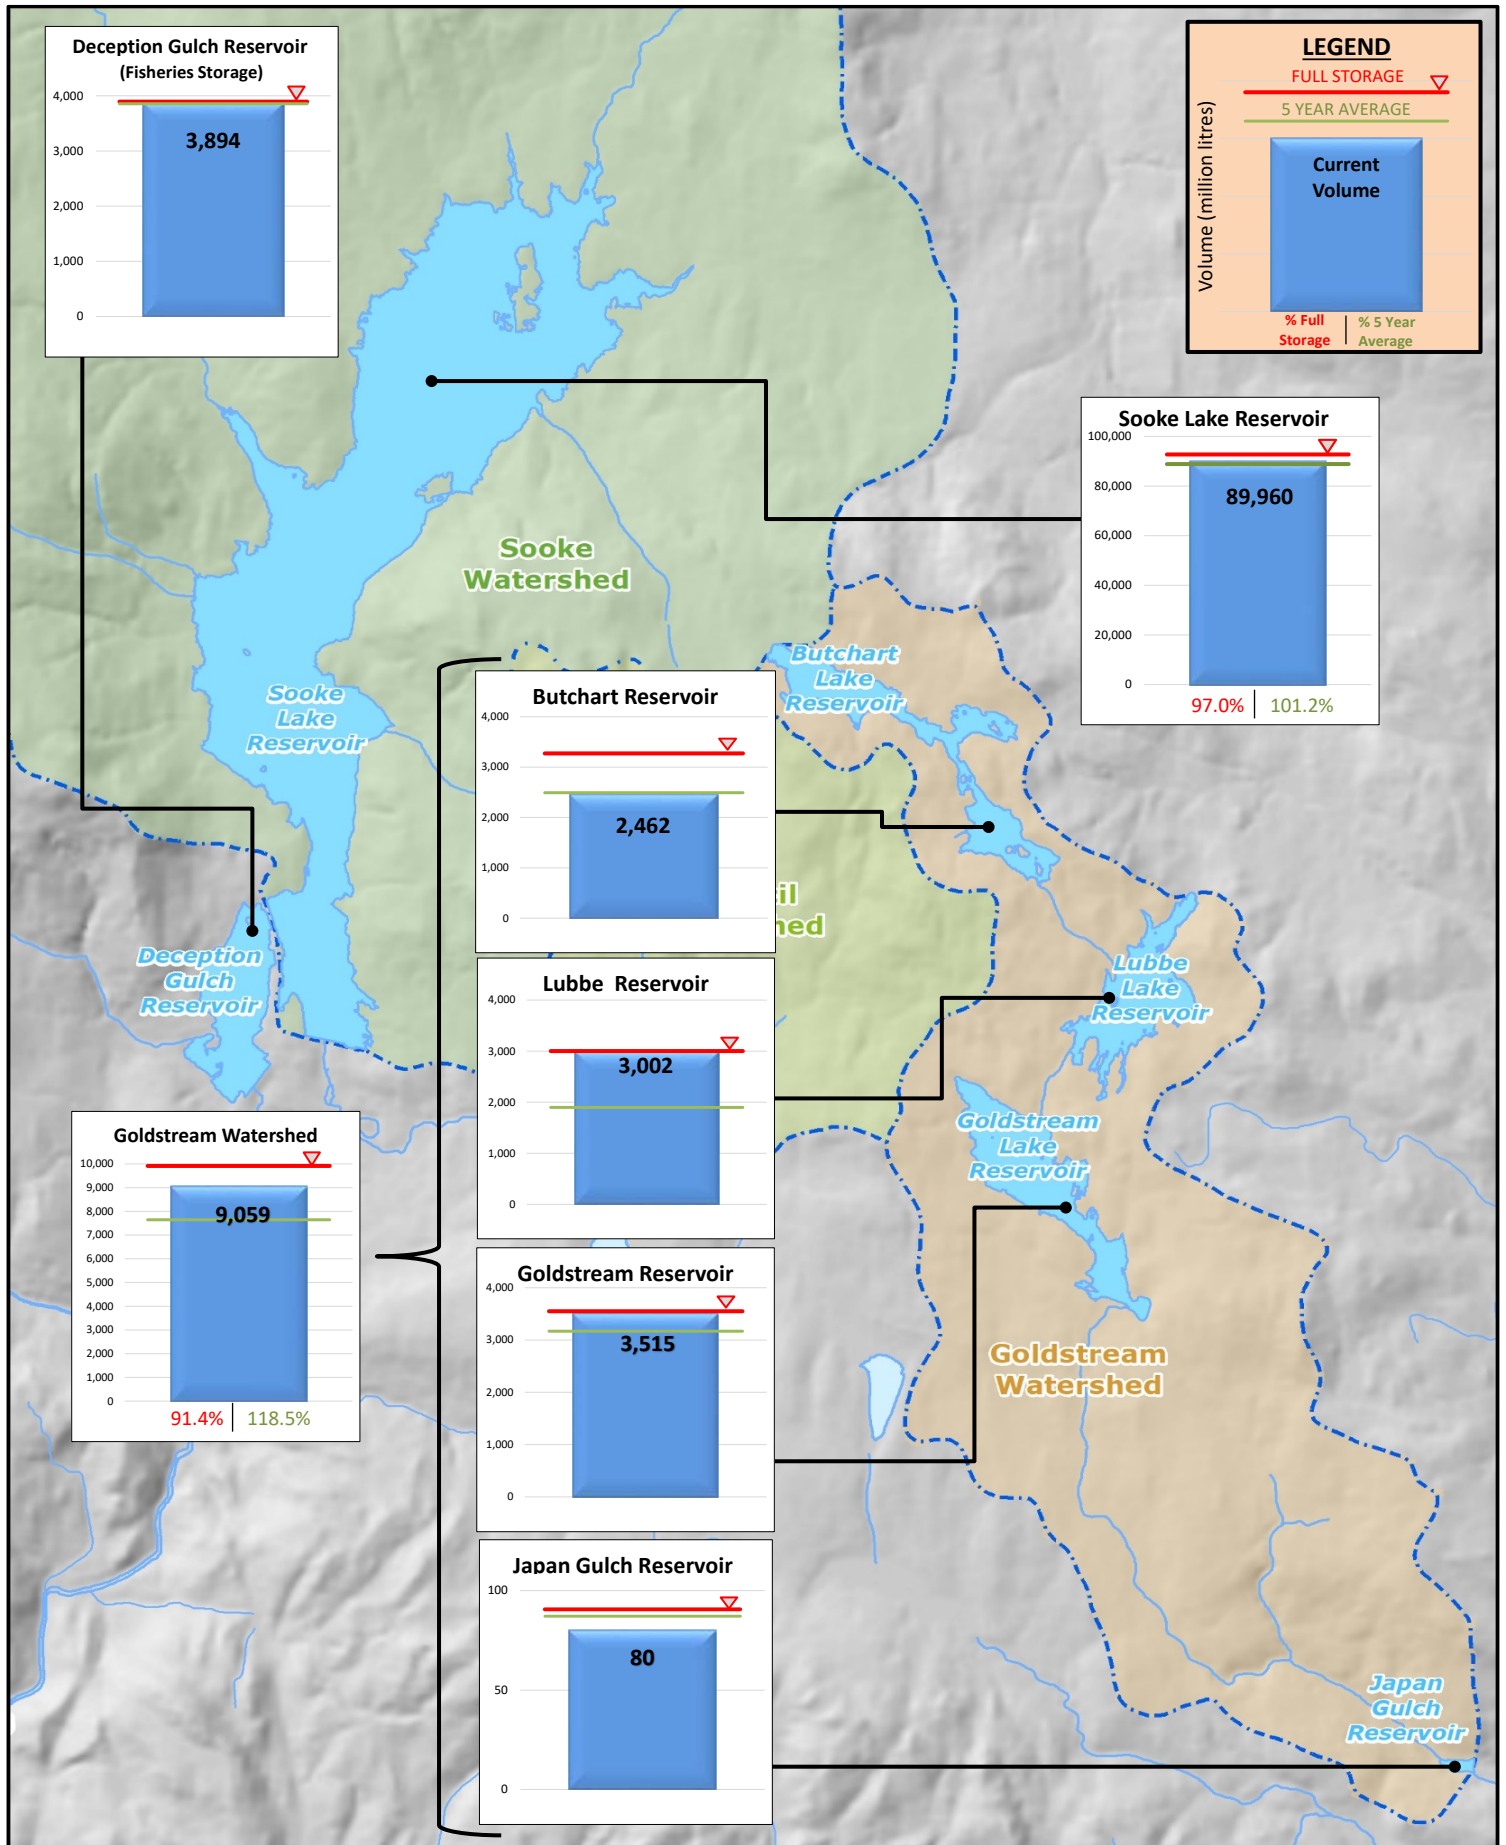 Deception Gulch Reservoir
(Fisheries Storage)
4,000
3,000
2,000
1,000
0
3,894
LEGEND
FULL STORAGE
5 YEAR AVERAGE
Volume (million litres)
Current
Volume
% Full
Storage
% 5 Year
Average
Sooke Lake Reservoir
100,000
80,000
60,000
40,000
20,000
0
89,960
97.0%
101.2%
Sooke
Watershed
Sooke
Lake
Reservoir
Butchart
Lake
Reservoir
Butchart Reservoir
4,000
3,000
2,000
1,000
0
2,462
il
hed
Deception
Gulch
Reservoir
Lubbe
Lake
Reservoir
Lubbe  Reservoir
4,000
3,000
2,000
1,000
0
3,002
Goldstream
Lake
Reservoir
Goldstream Watershed
10,000
9,000
8,000
7,000
6,000
5,000
4,000
3,000
2,000
1,000
0
9,059
91.4%
118.5%
Goldstream Reservoir
4,000
3,000
2,000
1,000
0
3,515
Goldstream
Watershed
Japan Gulch Reservoir
100
50
0
80
Japan
Gulch
Reservoir